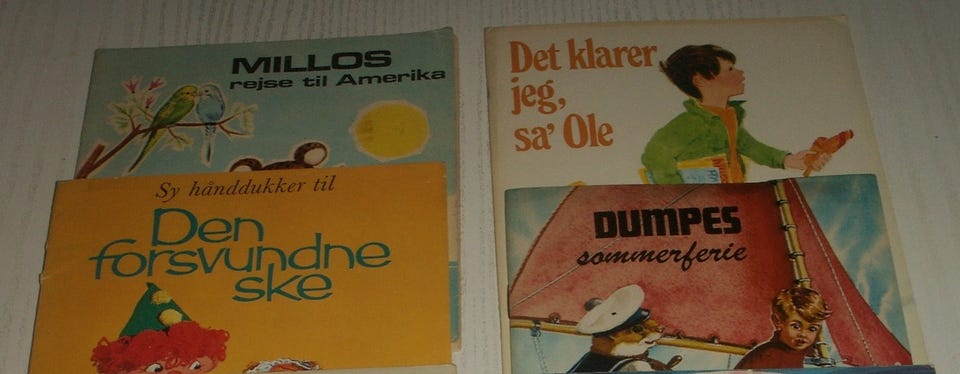 MILLOS
rejse til Amerika
Sy hånddukker til
Den
forsvundne
ske
Det klarer
jeg,
sa' Ole
DUMPES
sommerferie